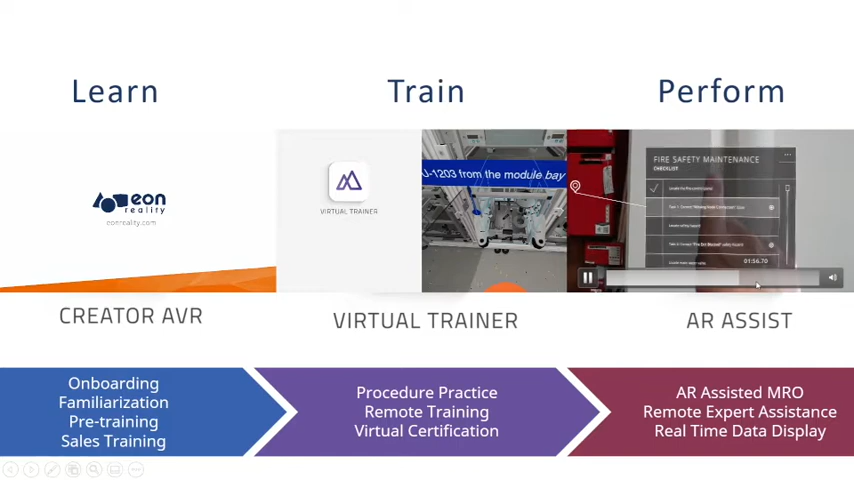 Learn
Train
Perform
eon
reality
eonreality.com
VIRTUAL TRAINER
U-1203 from the module bay
FIRE SAFETY MAINTENANCE
CHECKLIST
01:56.70
CREATOR AVR
VIRTUAL TRAINER
AR ASSIST
Onboarding
Familiarization
Pre-training
Sales Training
Procedure Practice
Remote Training
Virtual Certification
AR Assisted MRO
Remote Expert Assistance
Real Time Data Display